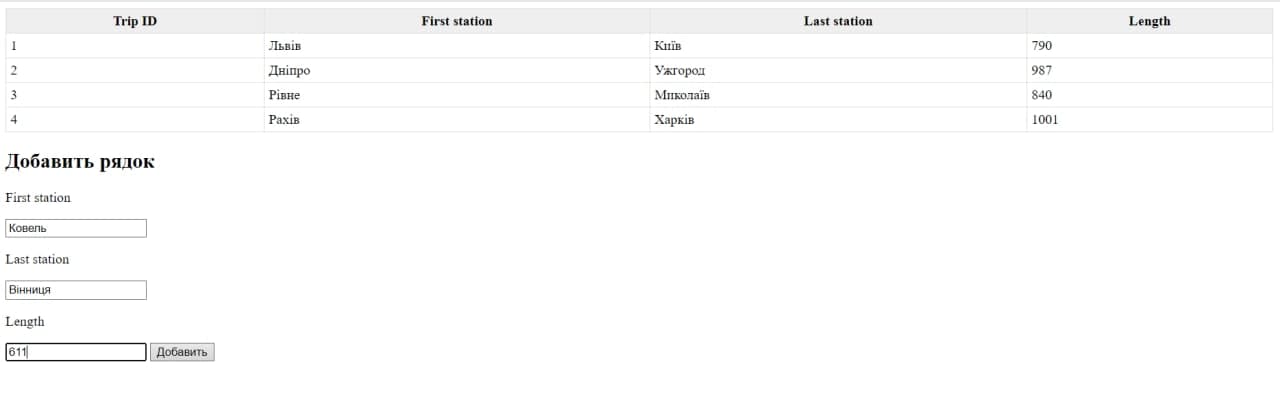 Trip ID First station Last station Length
1 Львів Київ 790
2 Дніпро Ужгород 987
3 Рівне Миколаїв 840
4 Рахів Харків 1001
Добавить рядок
First station
Ковель
Last station
Вінниця
Length
611 Добавить